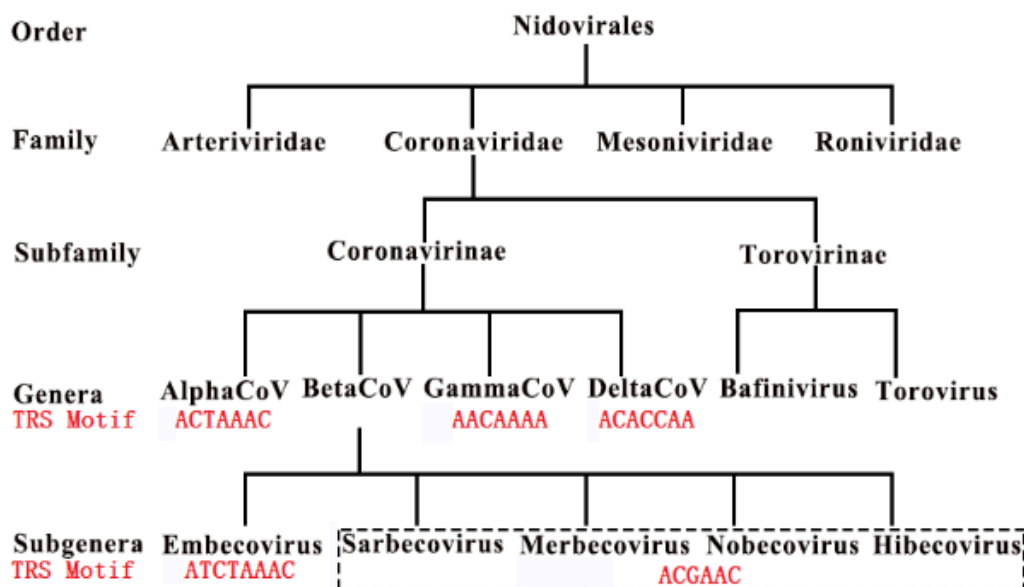 Order Nidovirales
Family Arteriviridae Coronaviridae Mesoniviridae Roniviridae
Subfamily Coronavirinae Torovirinae
Genera AlphaCoV BetaCoV GammaCoV DeltaCoV Bafinivirus Torovirus
TRS Motif ACTAAAC AACAAAA ACACCAA
Subgenera Embecovirus Sarbecovirus Merbecovirus Nobecovirus Hibecovirus
TRS Motif ATCTAAAC ACGAAC